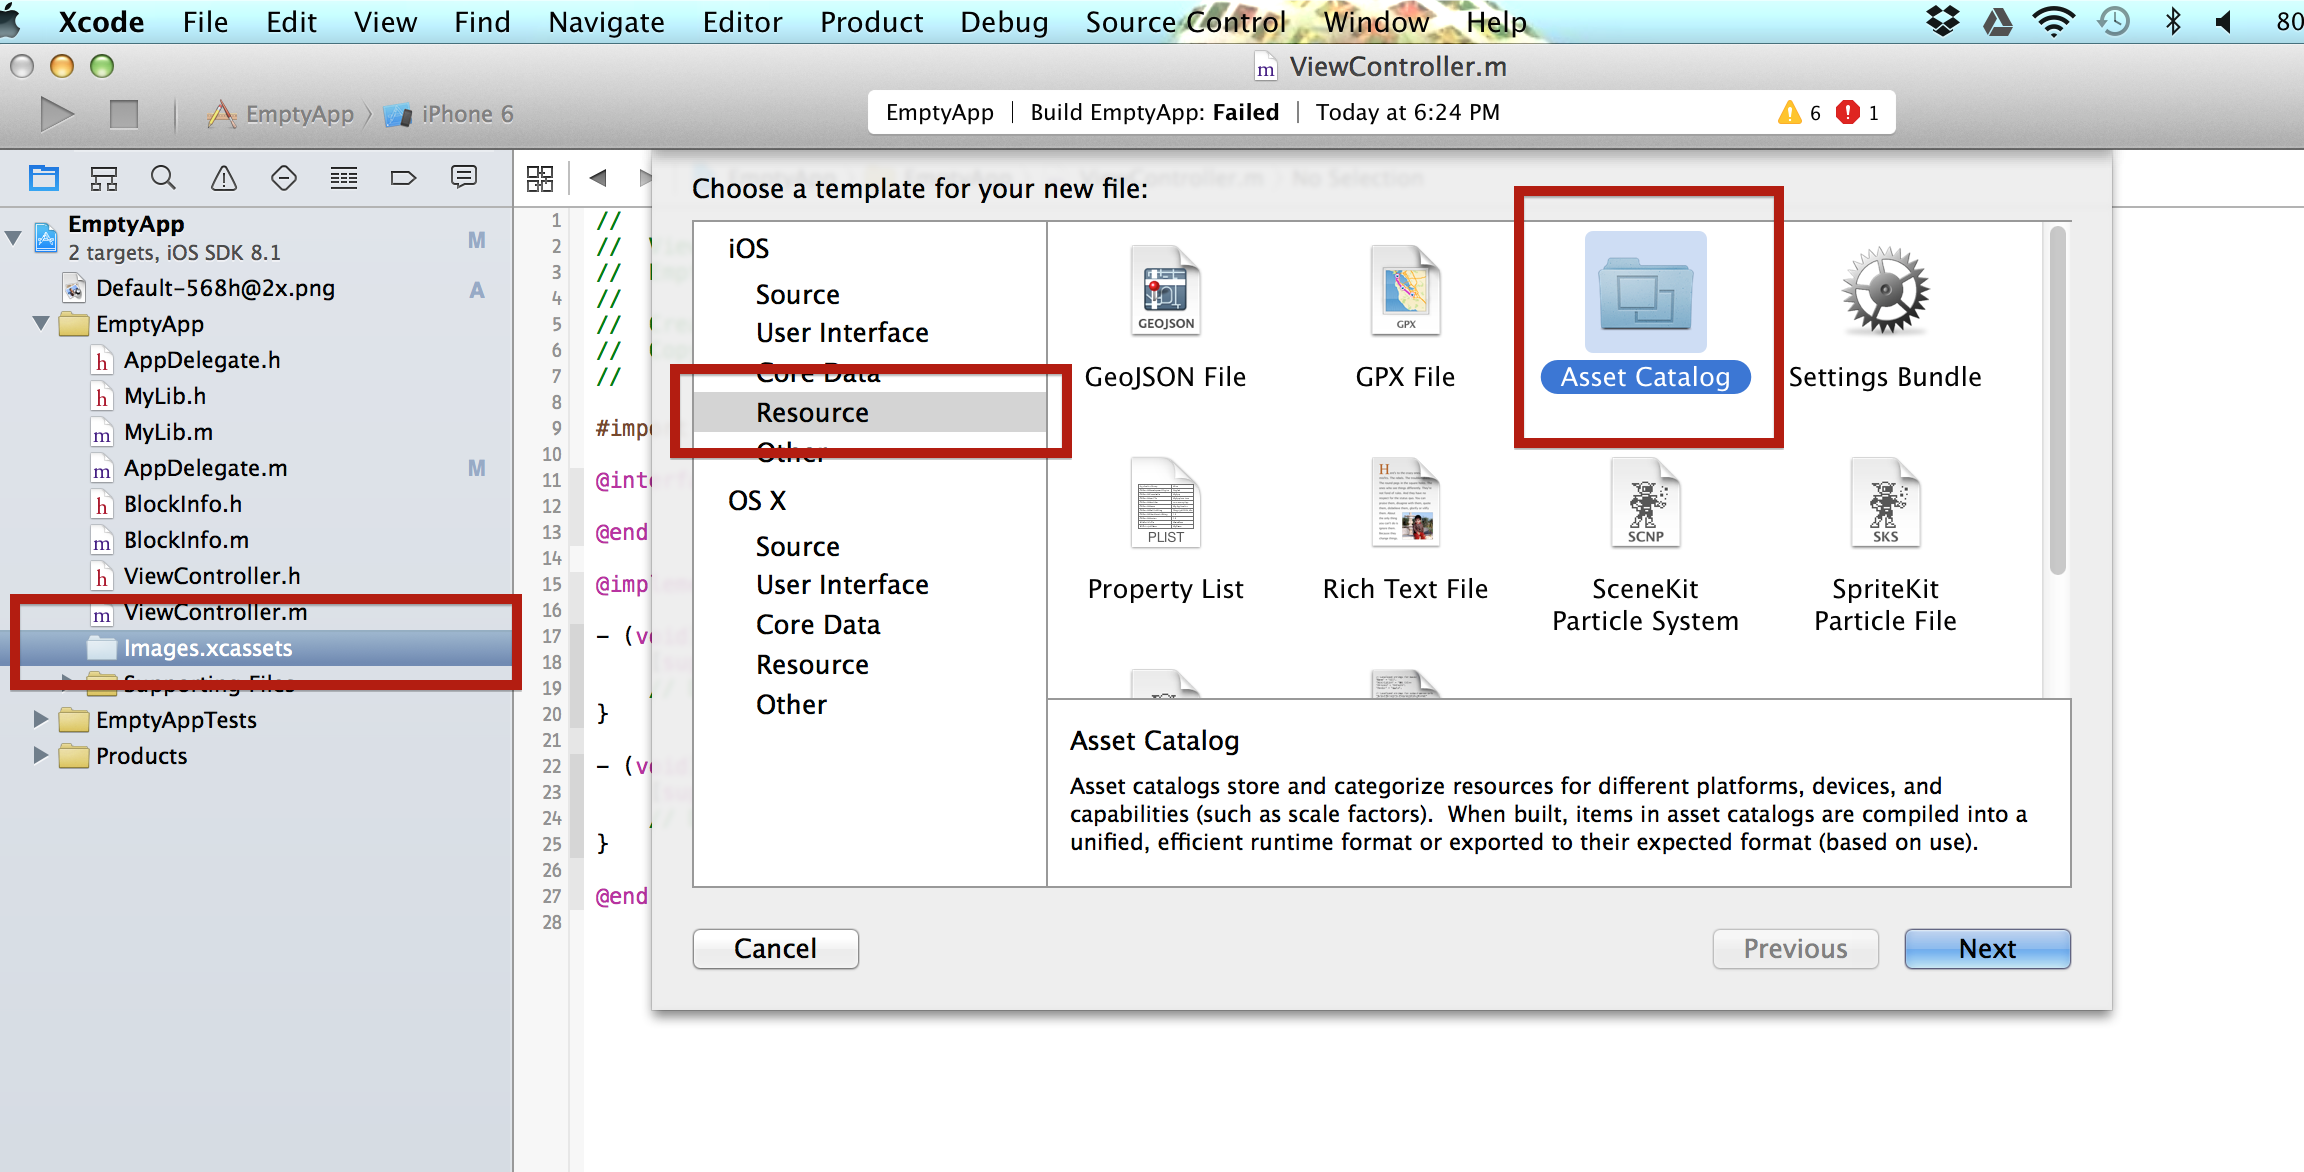 Xcode File Edit View Find Navigate Editor Product Debug Source Control Window Help 80
ViewController.m
EmptyApp iPhone 6
EmptyApp Build EmptyApp: Failed Today at 6:24 PM 6 1
EmptyApp
2 targets, iOS SDK 8.1
M
Default-568h@2x.png A
EmptyApp
AppDelegate.h
MyLib.h
MyLib.m
AppDelegate.m M
BlockInfo.h
BlockInfo.m
ViewController.h
ViewController.m
Images.xcassets
Supporting Files
EmptyAppTests
Products
1 //
2 //
3 //
4 //
5 //
6 //
7 //
8
9 #impo
10
11 @inter
12
13 @end
14
15 @impl
16
17 - (vo
18
19
20 }
21
22 - (vo
23
24 //
25 }
26
27 @end
28
Choose a template for your new file:
No Selection
iOS
Source
User Interface
Core Data
Resource
Other
OS X
Source
User Interface
Core Data
Resource
Other
GEOJSON
GeoJSON File
GPX
GPX File
Asset Catalog
Settings Bundle
PLIST
Property List
Rich Text File
SCNP
SceneKit
Particle System
SKS
SpriteKit
Particle File
Asset Catalog
Asset catalogs store and categorize resources for different platforms, devices, and
capabilities (such as scale factors). When built, items in asset catalogs are compiled into a
unified, efficient runtime format or exported to their expected format (based on use).
Cancel
Previous
Next